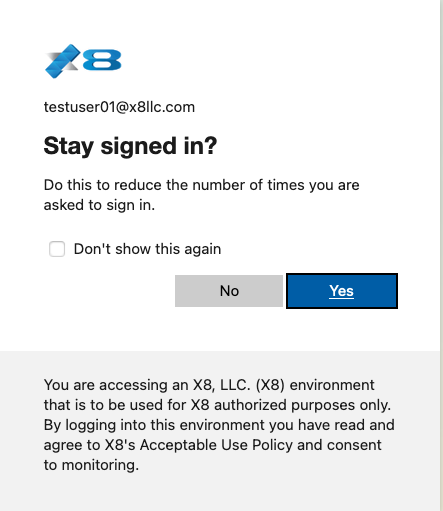 X8
testuser01@x8llc.com
Stay signed in?
Do this to reduce the number of times you are
asked to sign in.
Don't show this again
No
Yes
You are accessing an X8, LLC. (X8) environment
that is to be used for X8 authorized purposes only.
By logging into this environment you have read and
agree to X8's Acceptable Use Policy and consent
to monitoring.